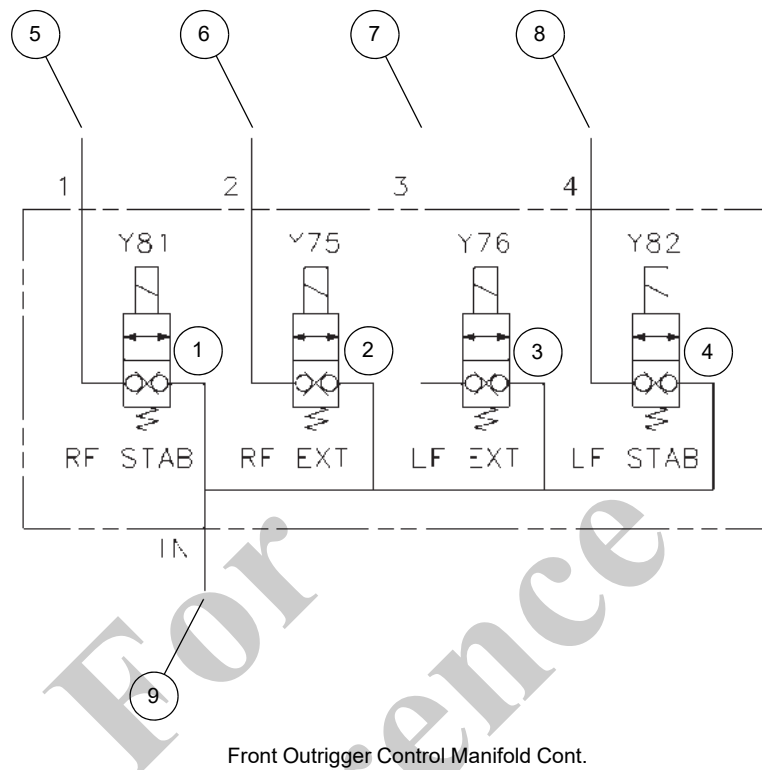 5 6 7 8
1 2 3 4
Y81 Y75 Y76 Y82
1 2 3 4
RF STAB RF EXT LF EXT LF STAB
IN
For
9
Front Outrigger Control Manifold Cont.